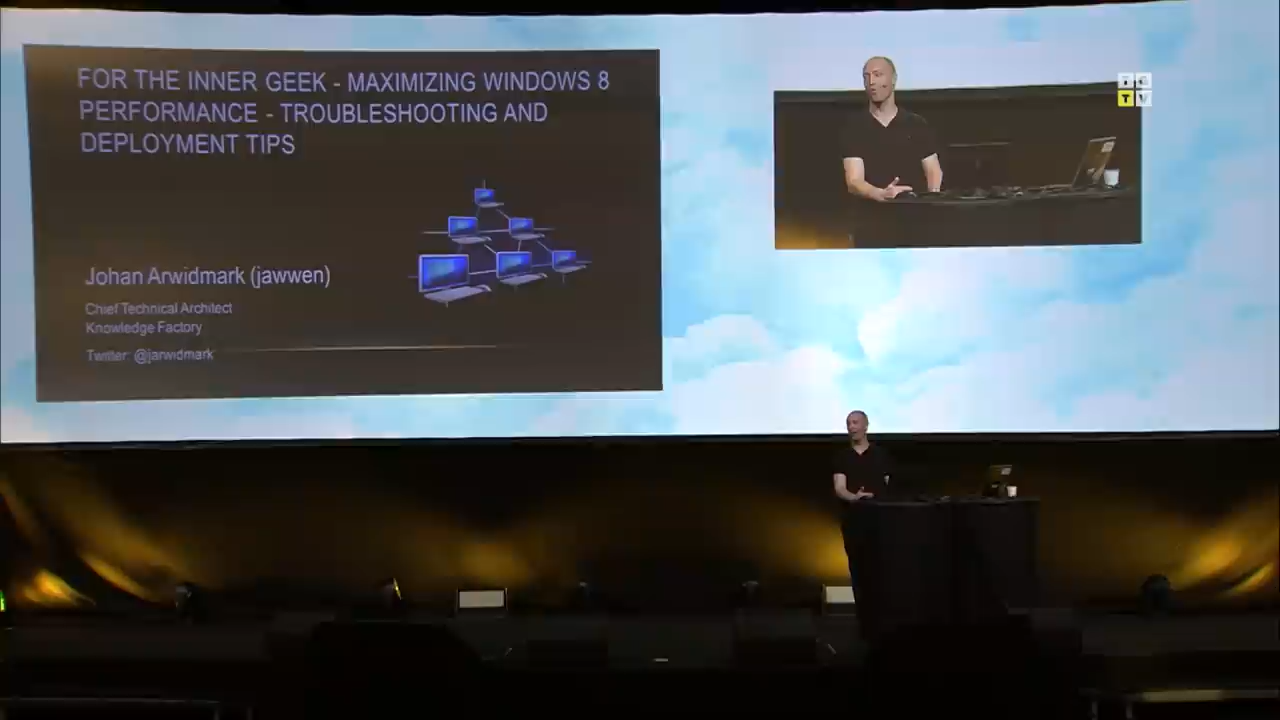 FOR THE INNER GEEK - MAXIMIZING WINDOWS 8
PERFORMANCE - TROUBLESHOOTING AND
DEPLOYMENT TIPS
Johan Arwidmark (jawwen)
Chief Technical Architect
Knowledge Factory
Twitter: @jarwidmark
TV